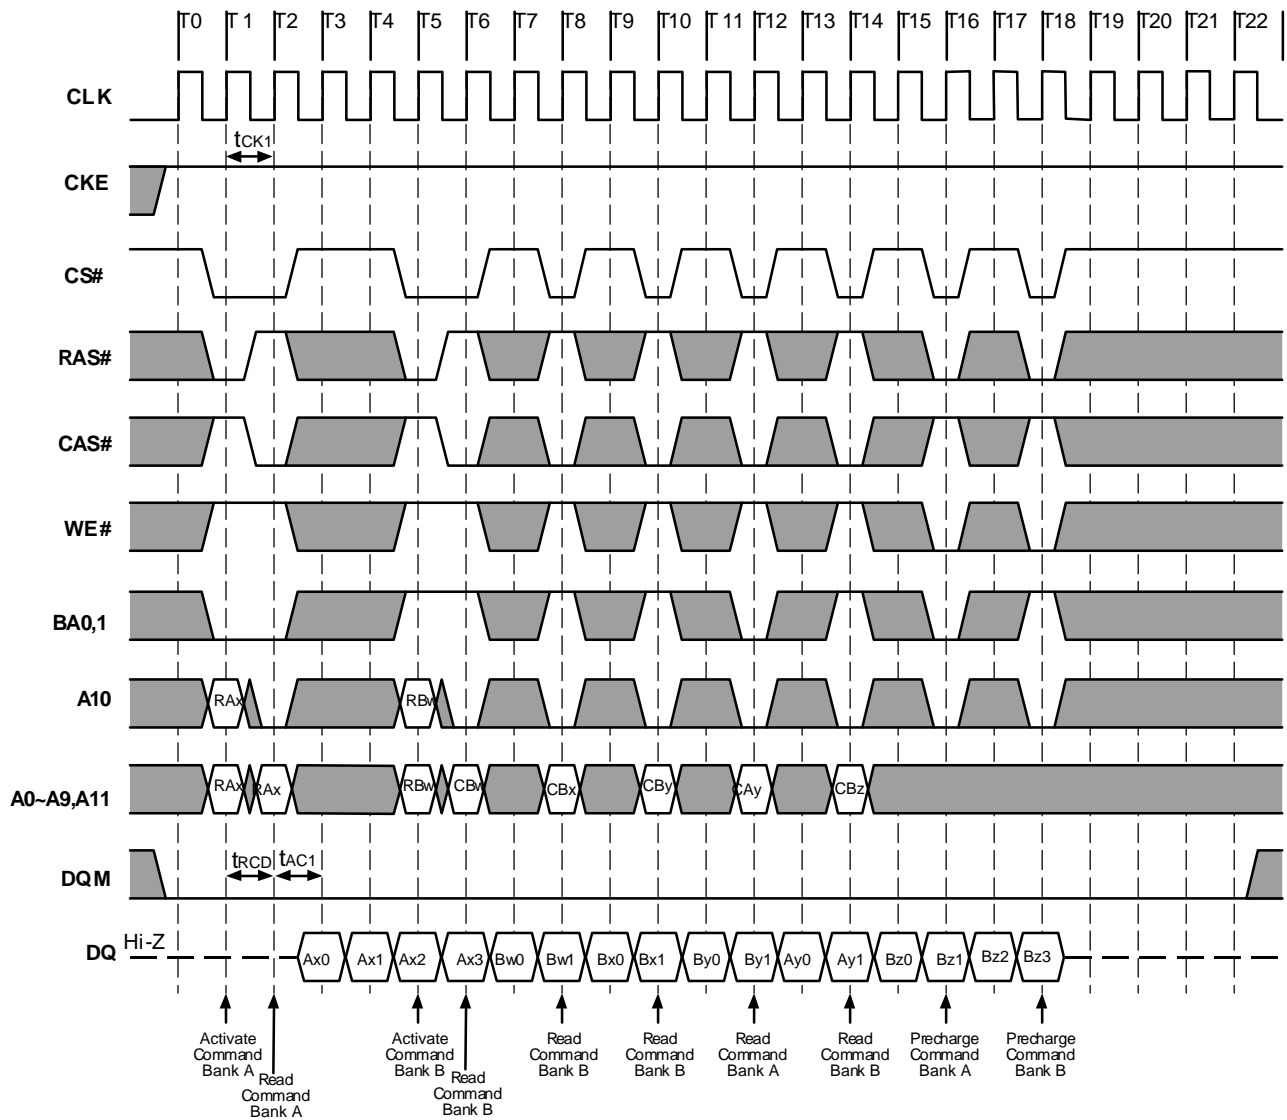 T0 T 1 T2 T3 T4 T5 T6 T7 T8 T9 T10 T 11 T12 T13 T14 T15 T16 T17 T18 T19 T20 T21 T22
CLK
tCK1
CKE
CS#
RAS#
CAS#
WE#
BA0,1
A10 RAx RBw
A0~A9,A11 RAx RAx RBw CBw CBx CBy CAy CBz
DQM tRCD tAC1
DQ Hi-Z Ax0 Ax1 Ax2 Ax3 Bw0 Bw1 Bx0 Bx1 By0 By1 Ay0 Ay1 Bz0 Bz1 Bz2 Bz3
Activate
Command
Bank A
Read
Command
Bank A
Activate
Command
Bank B
Read
Command
Bank B
Read
Command
Bank B
Read
Command
Bank B
Read
Command
Bank A
Read
Command
Bank B
Precharge
Command
Bank A
Precharge
Command
Bank B